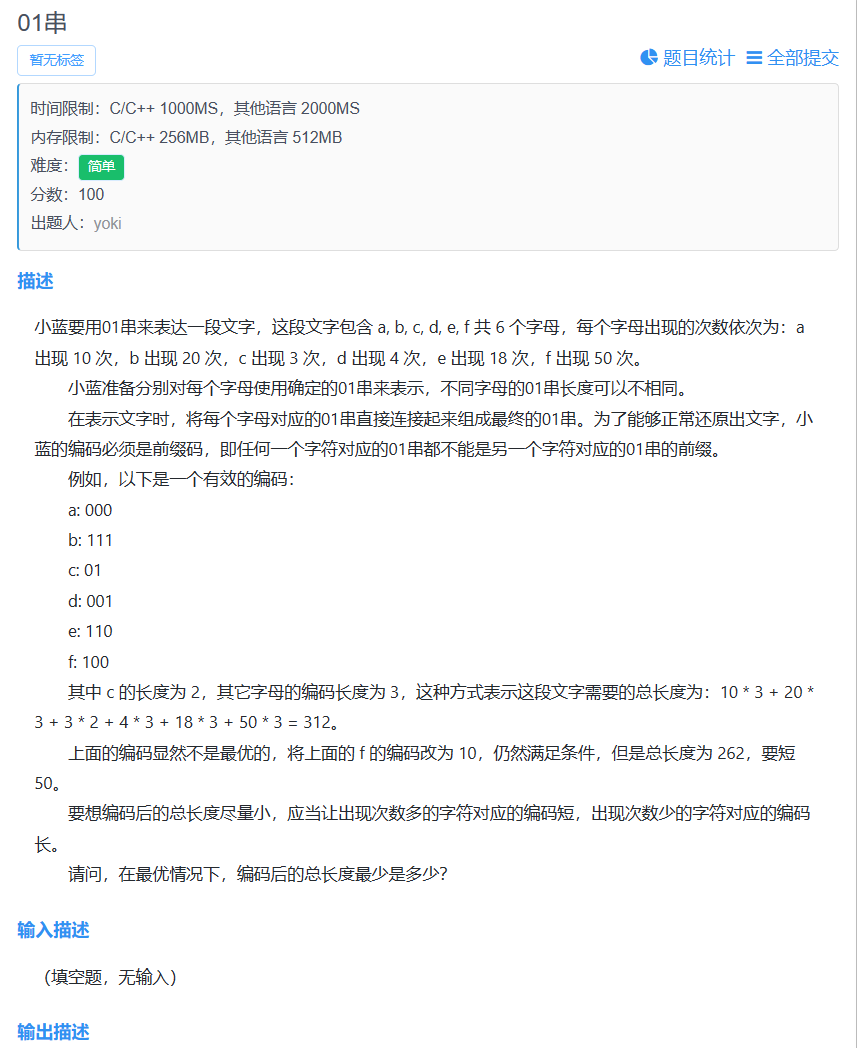 01串
暂无标签
题目统计 全部提交
时间限制：C/C++ 1000MS，其他语言 2000MS
内存限制：C/C++ 256MB，其他语言 512MB
难度： 简单
分数：100
出题人：yoki
描述
小蓝要用01串来表达一段文字，这段文字包含 a, b, c, d, e, f 共 6 个字母，每个字母出现的次数依次为：a
出现 10 次，b 出现 20 次，c 出现 3 次，d 出现 4 次，e 出现 18 次，f 出现 50 次。
小蓝准备分别对每个字母使用确定的01串来表示，不同字母的01串长度可以不相同。
在表示文字时，将每个字母对应的01串直接连接起来组成最终的01串。为了能够正常还原出文字，小
蓝的编码必须是前缀码，即任何一个字符对应的01串都不能是另一个字符对应的01串的前缀。
例如，以下是一个有效的编码：
a: 000
b: 111
c: 01
d: 001
e: 110
f: 100
其中 c 的长度为 2，其它字母的编码长度为 3，这种方式表示这段文字需要的总长度为：10 * 3 + 20 *
3 + 3 * 2 + 4 * 3 + 18 * 3 + 50 * 3 = 312。
上面的编码显然不是最优的，将上面的 f 的编码改为 10，仍然满足条件，但是总长度为 262，要短
50。
要想编码后的总长度尽量小，应当让出现次数多的字符对应的编码短，出现次数少的字符对应的编码
长。
请问，在最优情况下，编码后的总长度最少是多少？
输入描述
（填空题，无输入）
输出描述